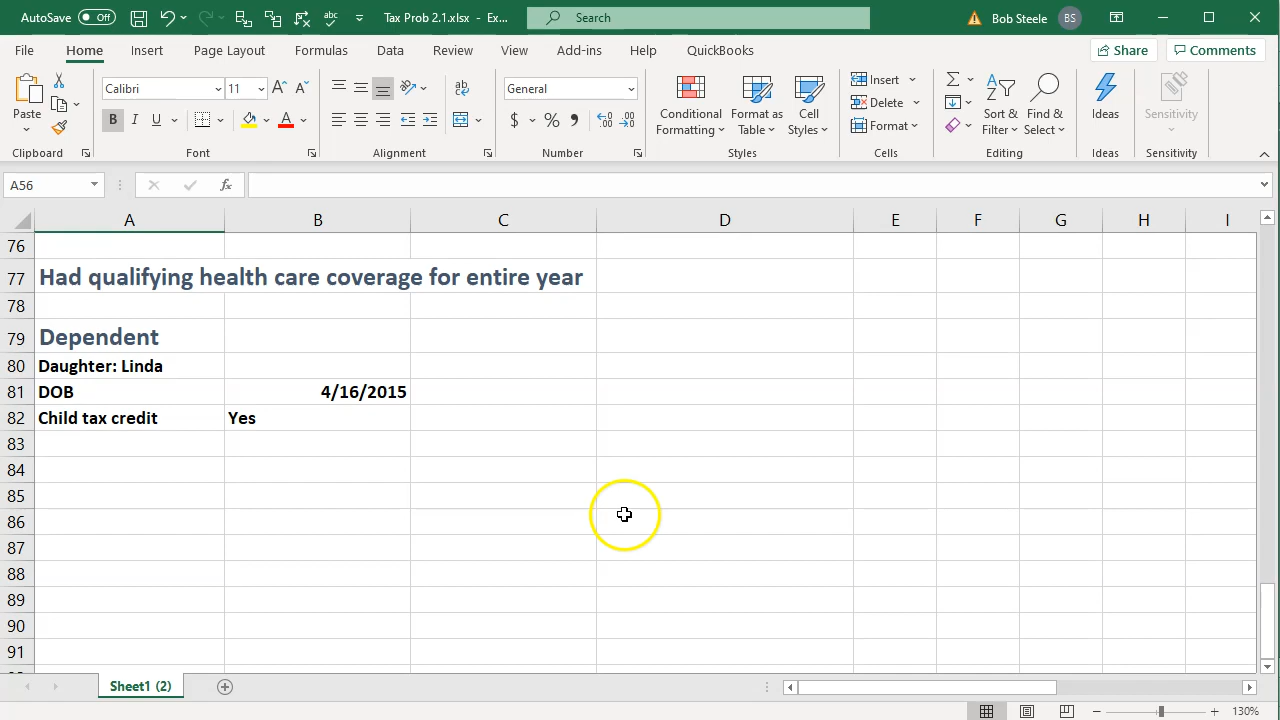 AutoSave Off Tax Prob 2.1.xlsx - Ex... Search Bob Steele BS
File Home Insert Page Layout Formulas Data Review View Add-ins Help QuickBooks Share Comments
Paste Calibri 11 General Conditional Formatting Format as Table Cell Styles Insert Delete Format Sort & Filter Find & Select Ideas Sensitivity
Clipboard Font Alignment Number Styles Cells Editing Ideas Sensitivity
A56 fx
A B C D E F G H I
76
77 Had qualifying health care coverage for entire year
78
79 Dependent
80 Daughter: Linda
81 DOB 4/16/2015
82 Child tax credit Yes
83
84
85
86
87
88
89
90
91
Sheet1 (2)
130%